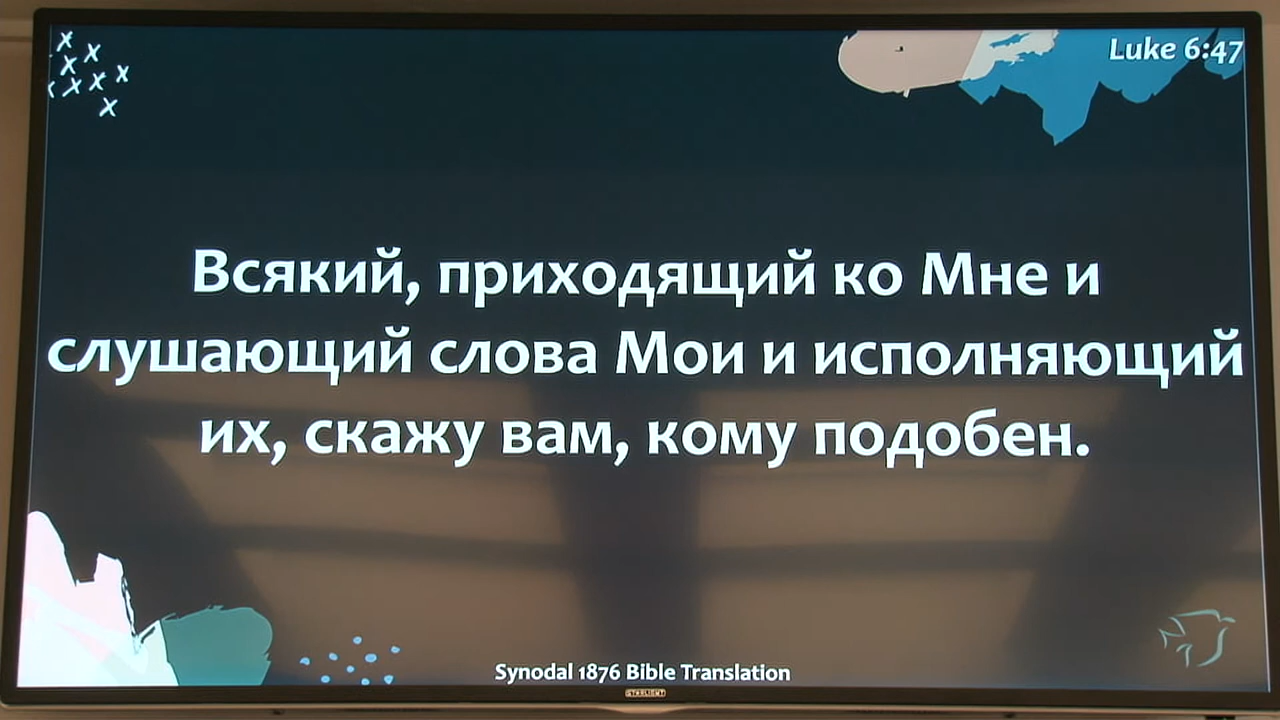 Luke 6:47
Всякий, приходящий ко Мне и
слушающий слова Мои и исполняющий
их, скажу вам, кому подобен.
Synodal 1876 Bible Translation
STARLIGHT